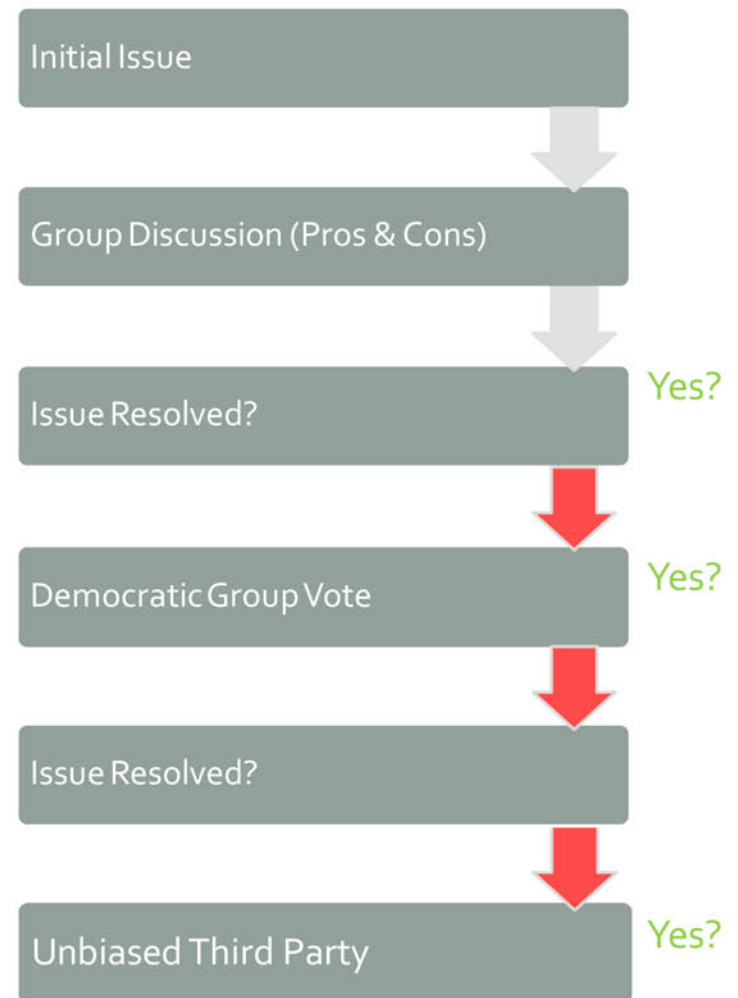 Initial Issue
Group Discussion (Pros & Cons)
Yes?
Issue Resolved?
Yes?
Democratic Group Vote
Issue Resolved?
Yes?
Unbiased Third Party